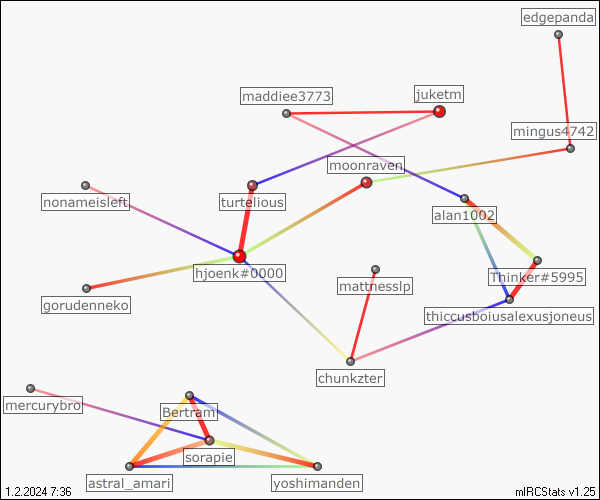 edgepanda
juketm
maddiee3773
mingus4742
moonraven
nonameisleft
turtelious
alan1002
hjoenk#0000
Thinker#5995
mattnesslp
gorudenneko
thiccusboiusalexusjoneus
chunkzter
mercurybro
Bertram
sorapie
astral_amari
yoshimanden
1.2.2024 7:36
mIRCStats v1.25